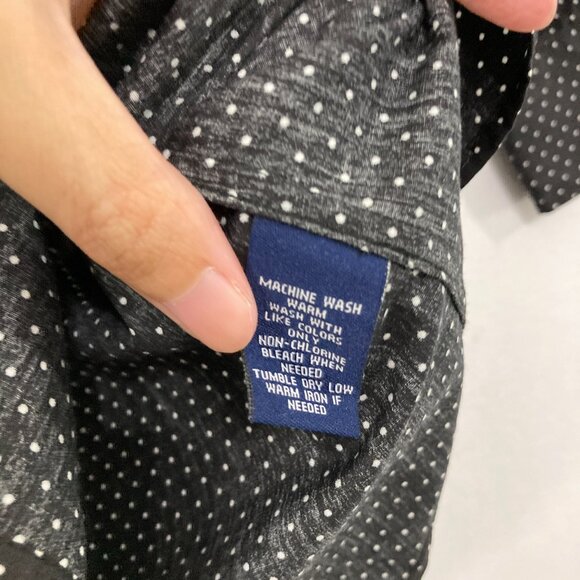 MACHINE WASH
WARM
WASH WITH
LIKE COLORS
ONLY
NON-CHLORINE
BLEACH WHEN
NEEDED
TUMBLE DRY LOW
WARM IRON IF
NEEDED